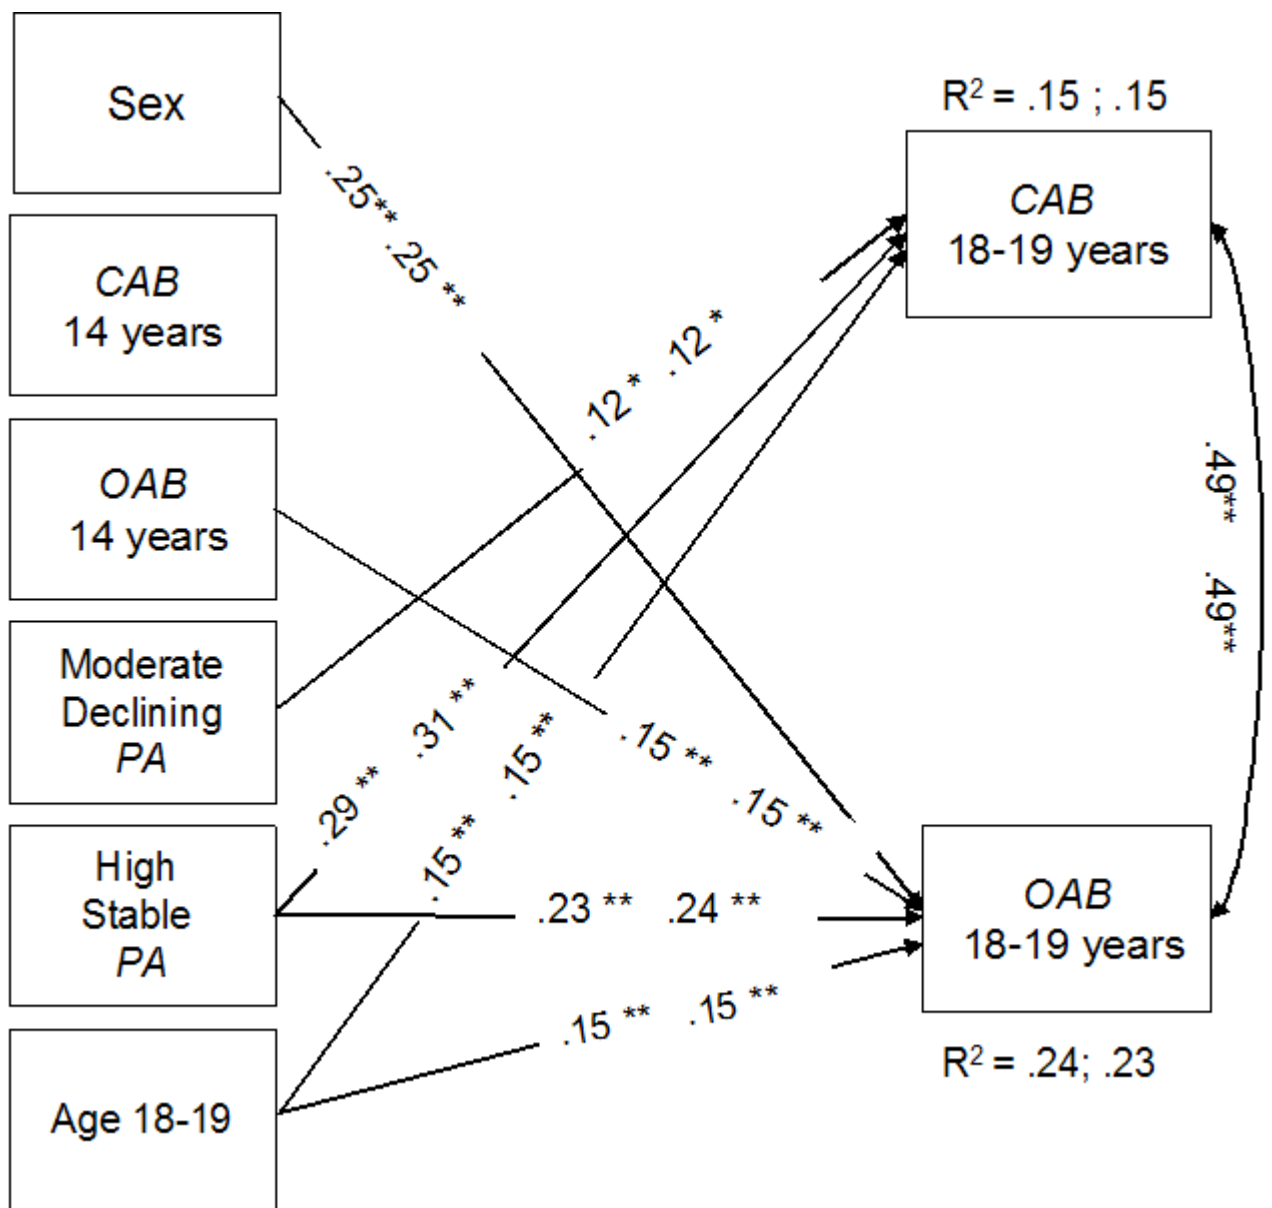 Sex
CAB
14 years
OAB
14 years
Moderate
Declining
PA
High
Stable
PA
Age 18-19
.25** .25 **
.12 * .12 *
.29 ** .31 **
.15 ** .15 **
.15 ** .15 **
.23 ** .24 **
.15 ** .15 **
R² = .15 ; .15
CAB
18-19 years
.49** .49**
OAB
18-19 years
R² = .24; .23